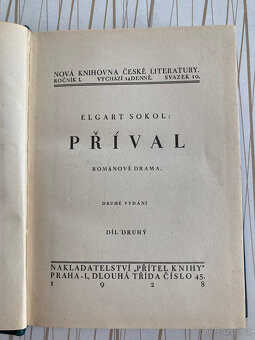 NOVÁ KNIHOVNA ČESKÉ LITERATURY.
ROČNÍK I. VYCHÁZÍ 14DENNĚ. SVAZEK 10.
ELGART SOKOL:
PŘÍVAL
ROMÁNOVÉ DRAMA.
DRUHÉ VYDÁNÍ
DÍL DRUHÝ
NAKLADATELSTVÍ „PŘÍTEL KNIHY"
PRAHA-I., DLOUHÁ TŘÍDA ČÍSLO 45.
1928